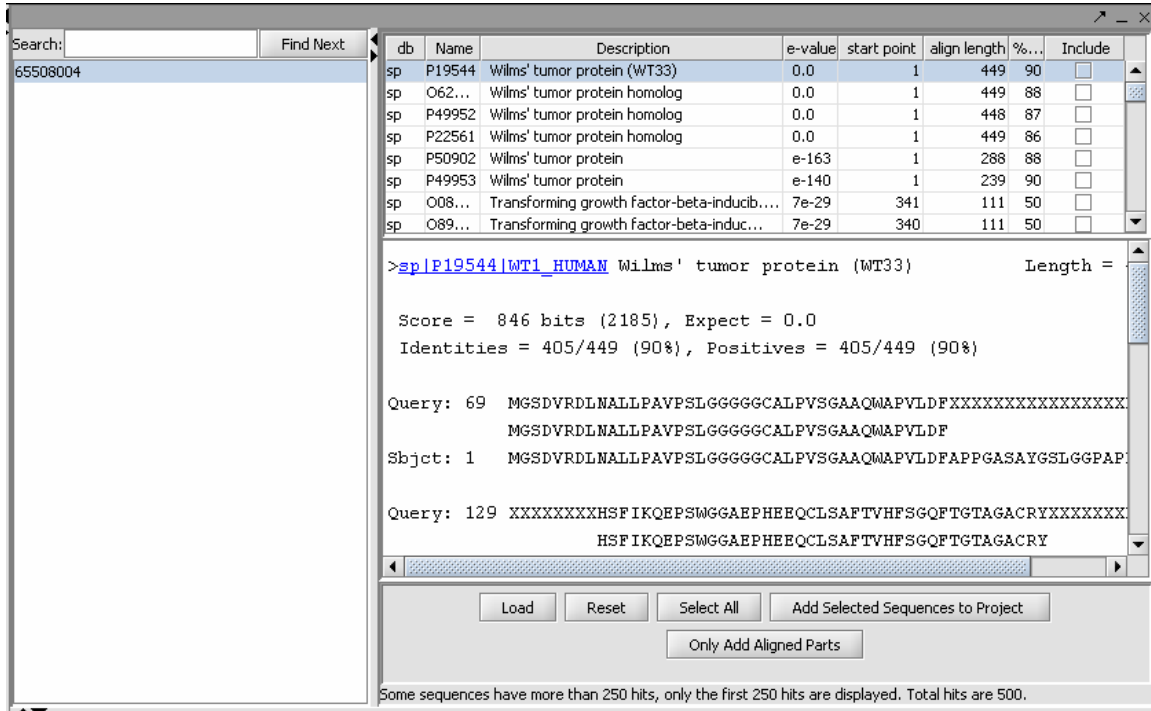 Search: Find Next
65508004
db Name Description e-value start point align length %... Include
sp P19544 Wilms' tumor protein (WT33) 0.0 1 449 90
sp O62... Wilms' tumor protein homolog 0.0 1 449 88
sp P49952 Wilms' tumor protein homolog 0.0 1 448 87
sp P22561 Wilms' tumor protein homolog 0.0 1 449 86
sp P50902 Wilms' tumor protein e-163 1 288 88
sp P49953 Wilms' tumor protein e-140 1 239 90
sp O08... Transforming growth factor-beta-inducib.... 7e-29 341 111 50
sp O89... Transforming growth factor-beta-induc... 7e-29 340 111 50
>sp|P19544|WT1_HUMAN Wilms' tumor protein (WT33) Length =
Score = 846 bits (2185), Expect = 0.0
Identities = 405/449 (90%), Positives = 405/449 (90%)
Query: 69 MGSDVRDLNALLPAVPSLGGGGGCALPVSGAAQWAPVLDFXXXXXXXXXXXXXXXX
MGSDVRDLNALLPAVPSLGGGGGCALPVSGAAQWAPVLDF
Sbjct: 1 MGSDVRDLNALLPAVPSLGGGGGCALPVSGAAQWAPVLDFAPPGASAYGSLGGPAP
Query: 129 XXXXXXXXHSFIKQEPSWGGAEPHEEQCLSAFTVHFSGQFTGTAGACRYXXXXXXX
HSFIKQEPSWGGAEPHEEQCLSAFTVHFSGQFTGTAGACRY
Load Reset Select All Add Selected Sequences to Project
Only Add Aligned Parts
Some sequences have more than 250 hits, only the first 250 hits are displayed. Total hits are 500.